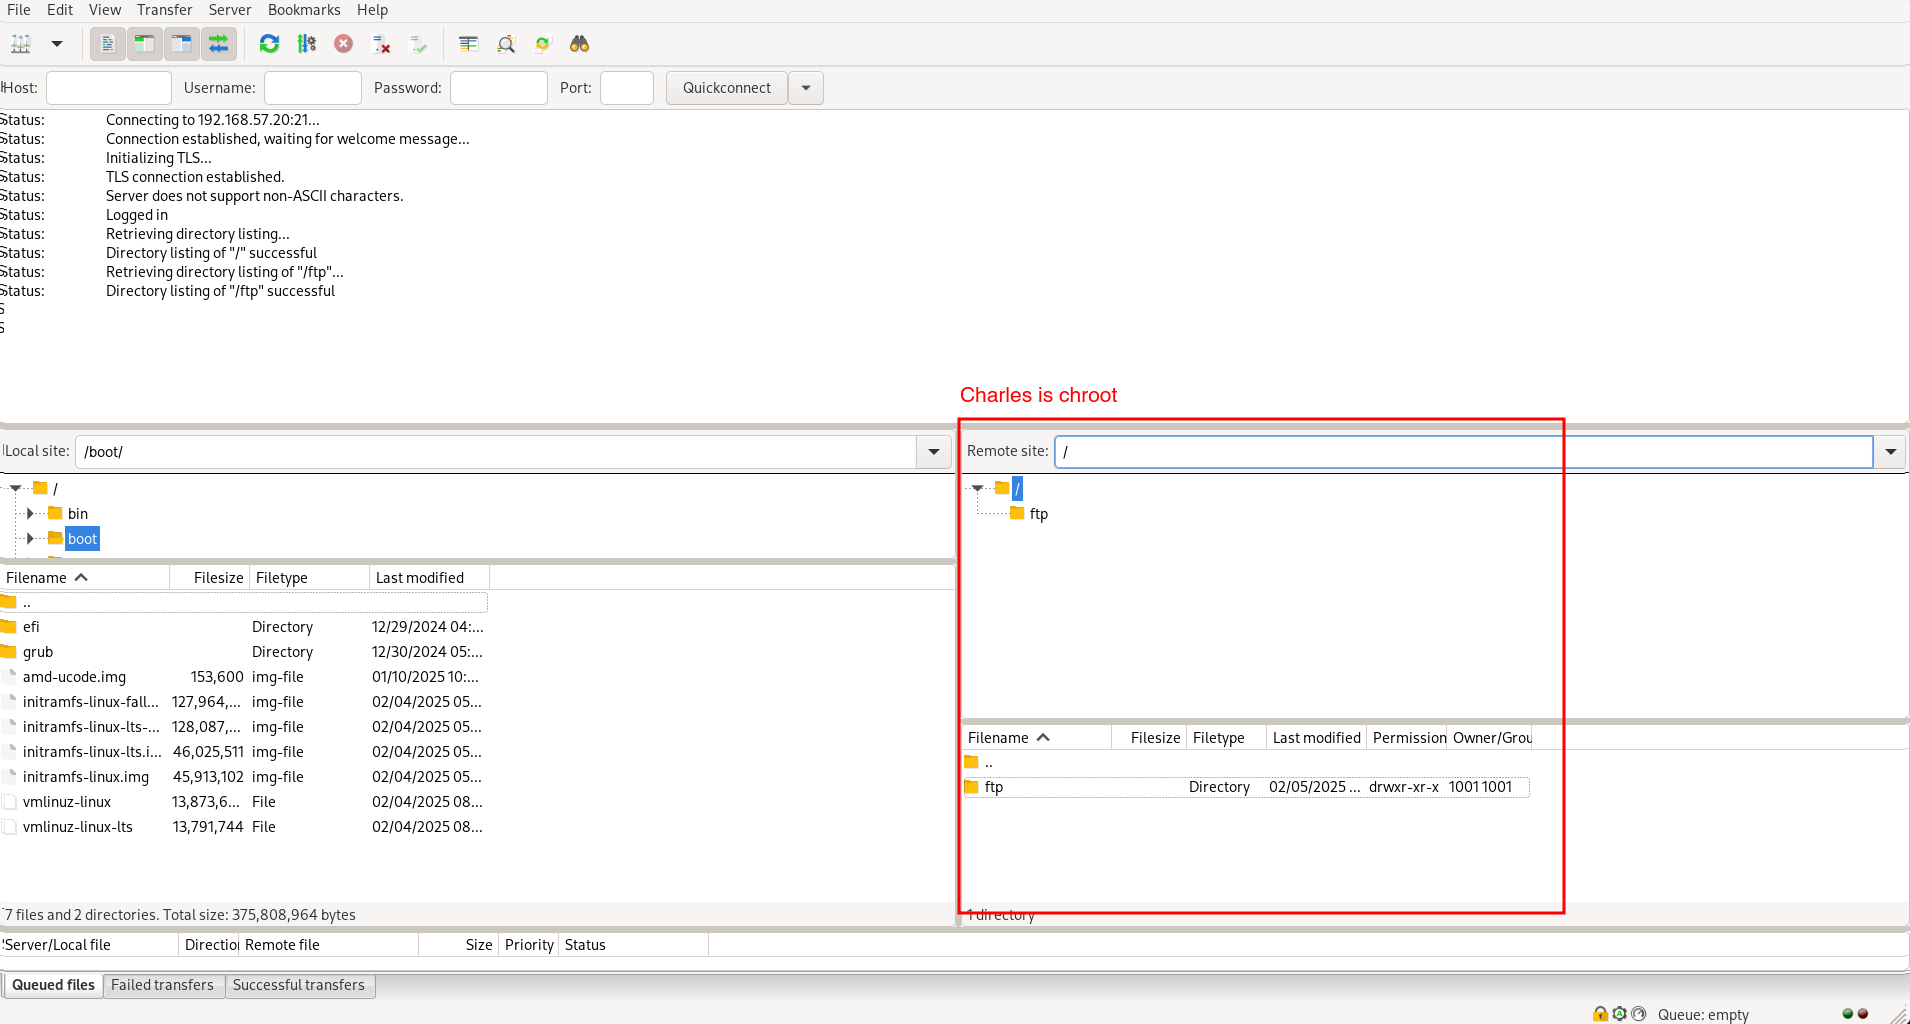 File Edit View Transfer Server Bookmarks Help
Host: Username: Password: Port: Quickconnect
Status: Connecting to 192.168.57.20:21...
Status: Connection established, waiting for welcome message...
Status: Initializing TLS...
Status: TLS connection established.
Status: Server does not support non-ASCII characters.
Status: Logged in
Status: Retrieving directory listing...
Status: Directory listing of "/" successful
Status: Retrieving directory listing of "/ftp"...
Status: Directory listing of "/ftp" successful
S
S
Charles is chroot
Local site: /boot/
/
bin
boot
Filename Filesize Filetype Last modified
..
efi Directory 12/29/2024 04:...
grub Directory 12/30/2024 05:...
amd-ucode.img 153,600 img-file 01/10/2025 10:...
initramfs-linux-fall... 127,964,... img-file 02/04/2025 05...
initramfs-linux-lts-... 128,087,... img-file 02/04/2025 05...
initramfs-linux-lts.i... 46,025,511 img-file 02/04/2025 05...
initramfs-linux.img 45,913,102 img-file 02/04/2025 05...
vmlinuz-linux 13,873,6... File 02/04/2025 08...
vmlinuz-linux-lts 13,791,744 File 02/04/2025 08...
7 files and 2 directories. Total size: 375,808,964 bytes
Remote site: /
/
ftp
Filename Filesize Filetype Last modified Permission Owner/Grou
..
ftp Directory 02/05/2025 ... drwxr-xr-x 1001 1001
1 directory
Server/Local file Direction Remote file Size Priority Status
Queued files Failed transfers Successful transfers
Queue: empty